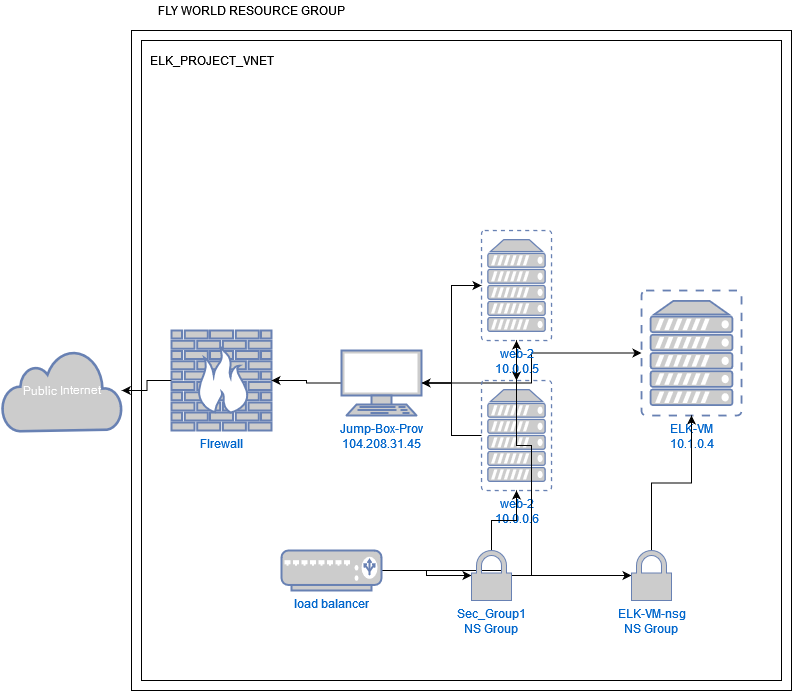 FLY WORLD RESOURCE GROUP
ELK_PROJECT_VNET
web-2
10.0.0.5
Public Internet
Firewall
Jump-Box-Prov
104.208.31.45
ELK-VM
10.1.0.4
web-2
10.0.0.6
load balancer
Sec_Group1
NS Group
ELK-VM-nsg
NS Group